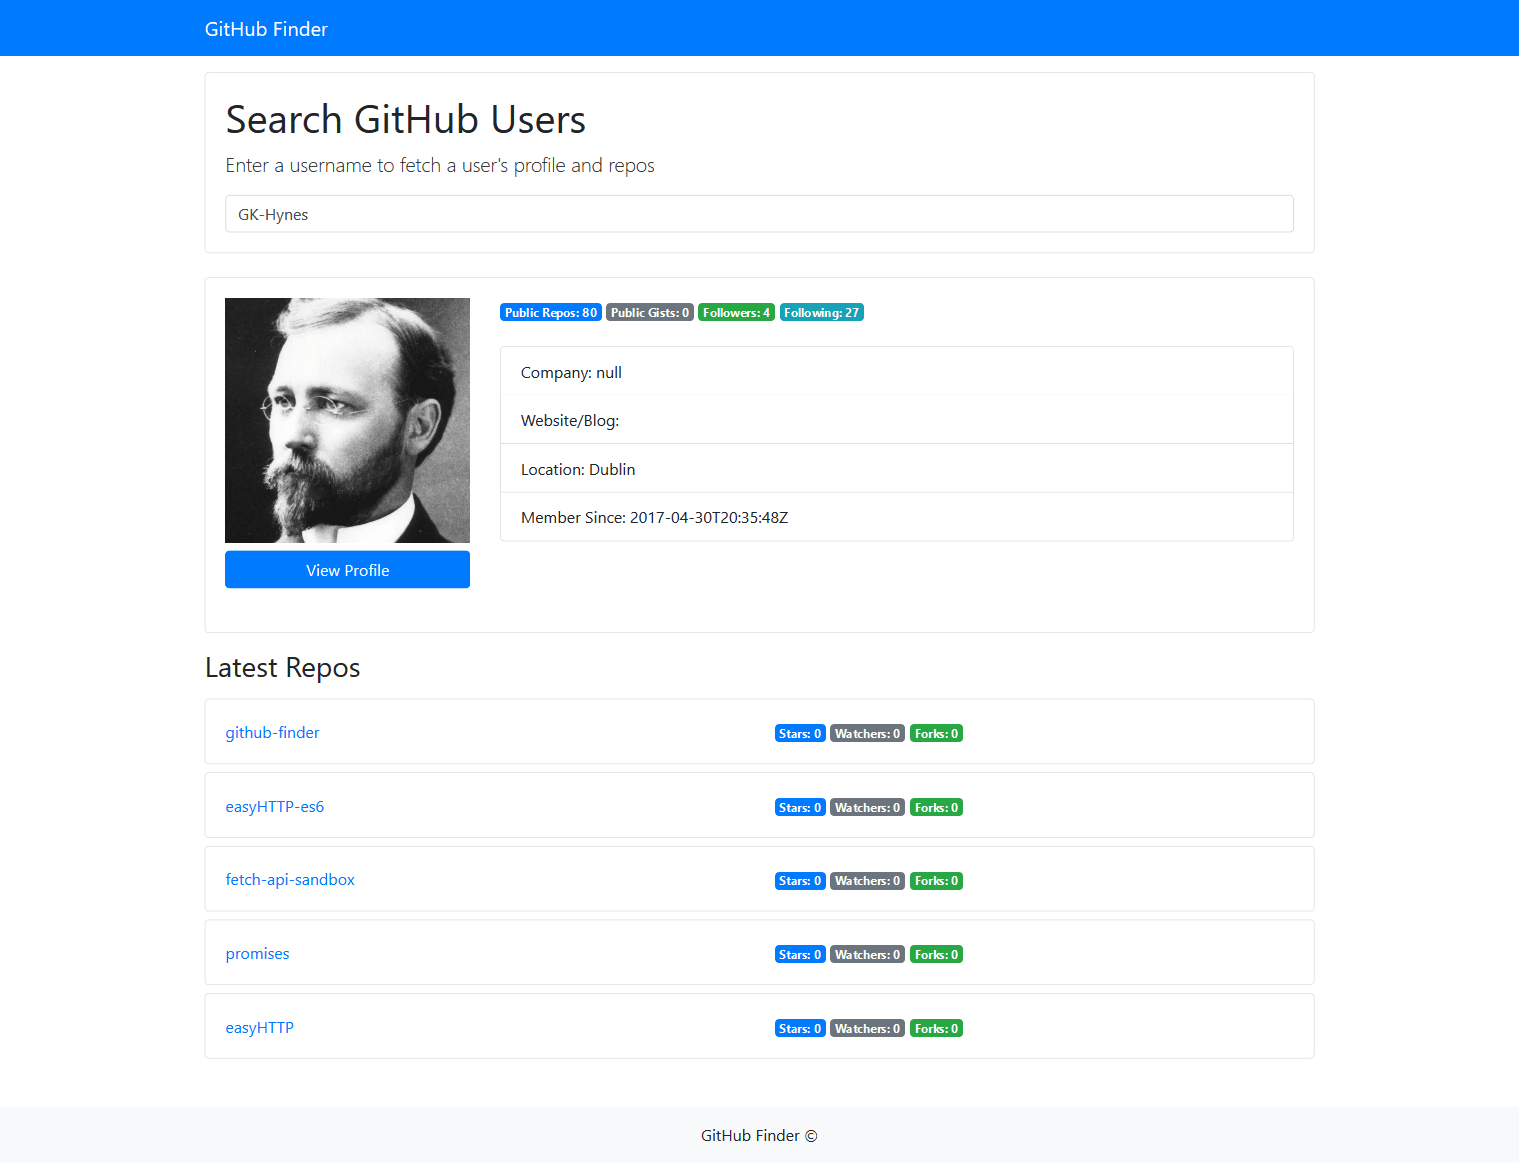 GitHub Finder
Search GitHub Users
Enter a username to fetch a user's profile and repos
GK-Hynes
Public Repos: 80 Public Gists: 0 Followers: 4 Following: 27
Company: null
Website/Blog:
Location: Dublin
Member Since: 2017-04-30T20:35:48Z
View Profile
Latest Repos
github-finder Stars: 0 Watchers: 0 Forks: 0
easyHTTP-es6 Stars: 0 Watchers: 0 Forks: 0
fetch-api-sandbox Stars: 0 Watchers: 0 Forks: 0
promises Stars: 0 Watchers: 0 Forks: 0
easyHTTP Stars: 0 Watchers: 0 Forks: 0
GitHub Finder ©